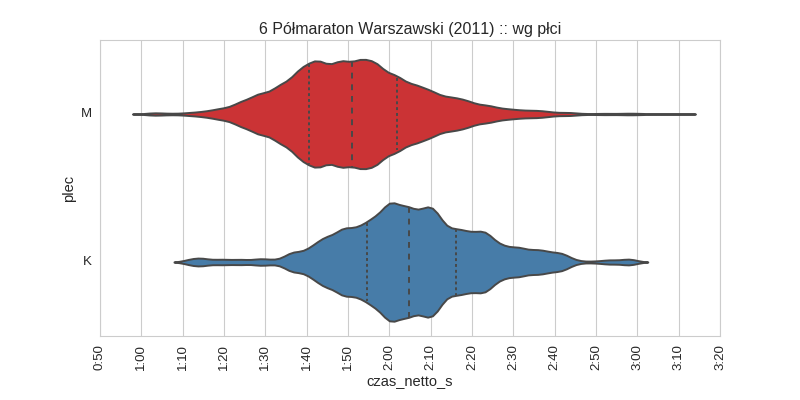 6 Półmaraton Warszawski (2011) :: wg płci
M
plec
K
0:50 1:00 1:10 1:20 1:30 1:40 1:50 2:00 2:10 2:20 2:30 2:40 2:50 3:00 3:10 3:20
czas_netto_s